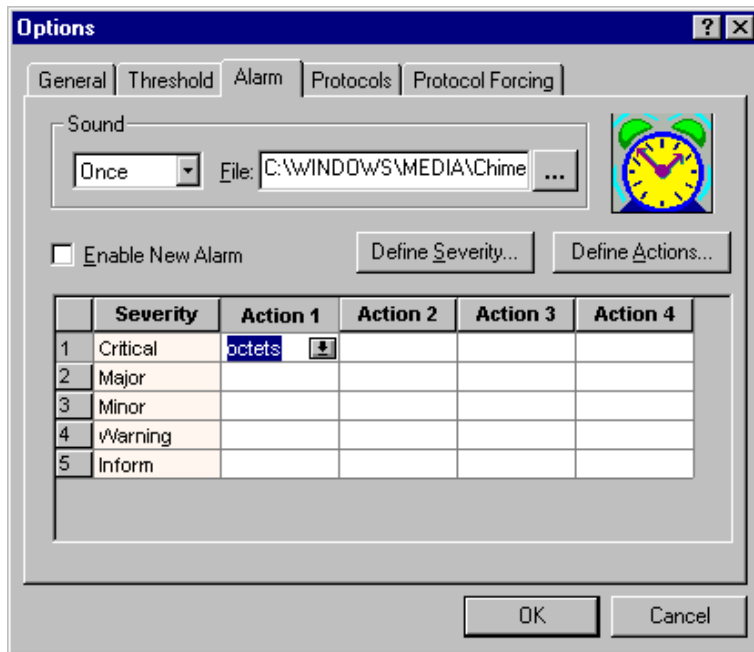 Options
General Threshold Alarm Protocols Protocol Forcing
Sound
Once File: C:\WINDOWS\MEDIA\Chime ...
Enable New Alarm Define Severity... Define Actions...
Severity Action 1 Action 2 Action 3 Action 4
1 Critical octets
2 Major
3 Minor
4 Warning
5 Inform
OK Cancel